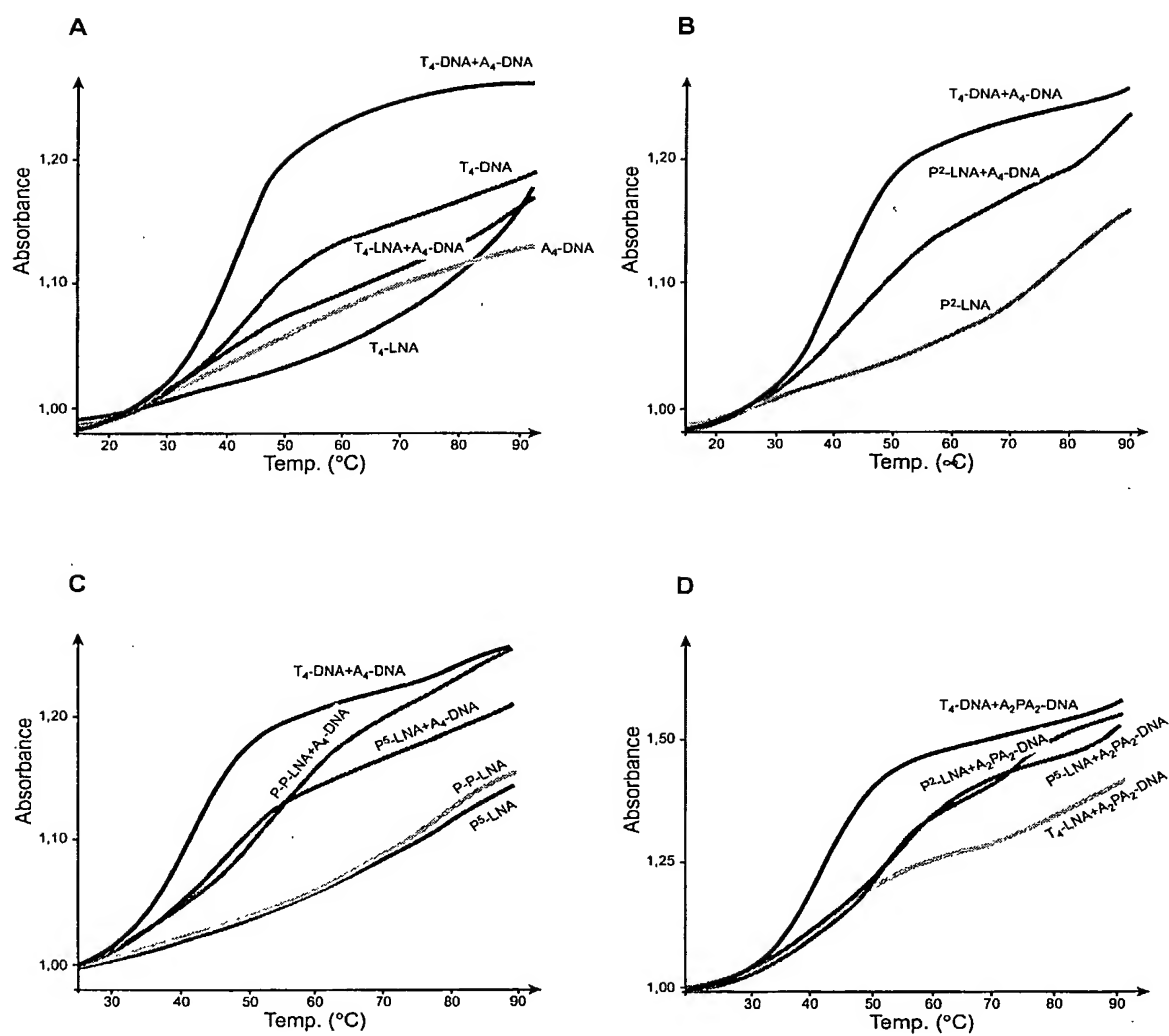 A
T4-DNA+A4-DNA
T4-DNA
T4-LNA+A4-DNA
A4-DNA
T4-LNA
Absorbance
1,20
1,10
1,00
20 30 40 50 60 70 80 90
Temp. (°C)
B
T4-DNA+A4-DNA
P²-LNA+A4-DNA
P²-LNA
Absorbance
1,20
1,10
1,00
20 30 40 50 60 70 80 90
Temp. (∝C)
C
T4-DNA+A4-DNA
P-P-LNA+A4-DNA
P⁵-LNA+A4-DNA
P-P-LNA
P⁵-LNA
Absorbance
1,20
1,10
1,00
30 40 50 60 70 80 90
Temp. (°C)
D
T4-DNA+A2PA2-DNA
P²-LNA+A2PA2-DNA
P⁵-LNA+A2PA2-DNA
T4-LNA+A2PA2-DNA
Absorbance
1,50
1,25
1,00
30 40 50 60 70 80 90
Temp. (°C)